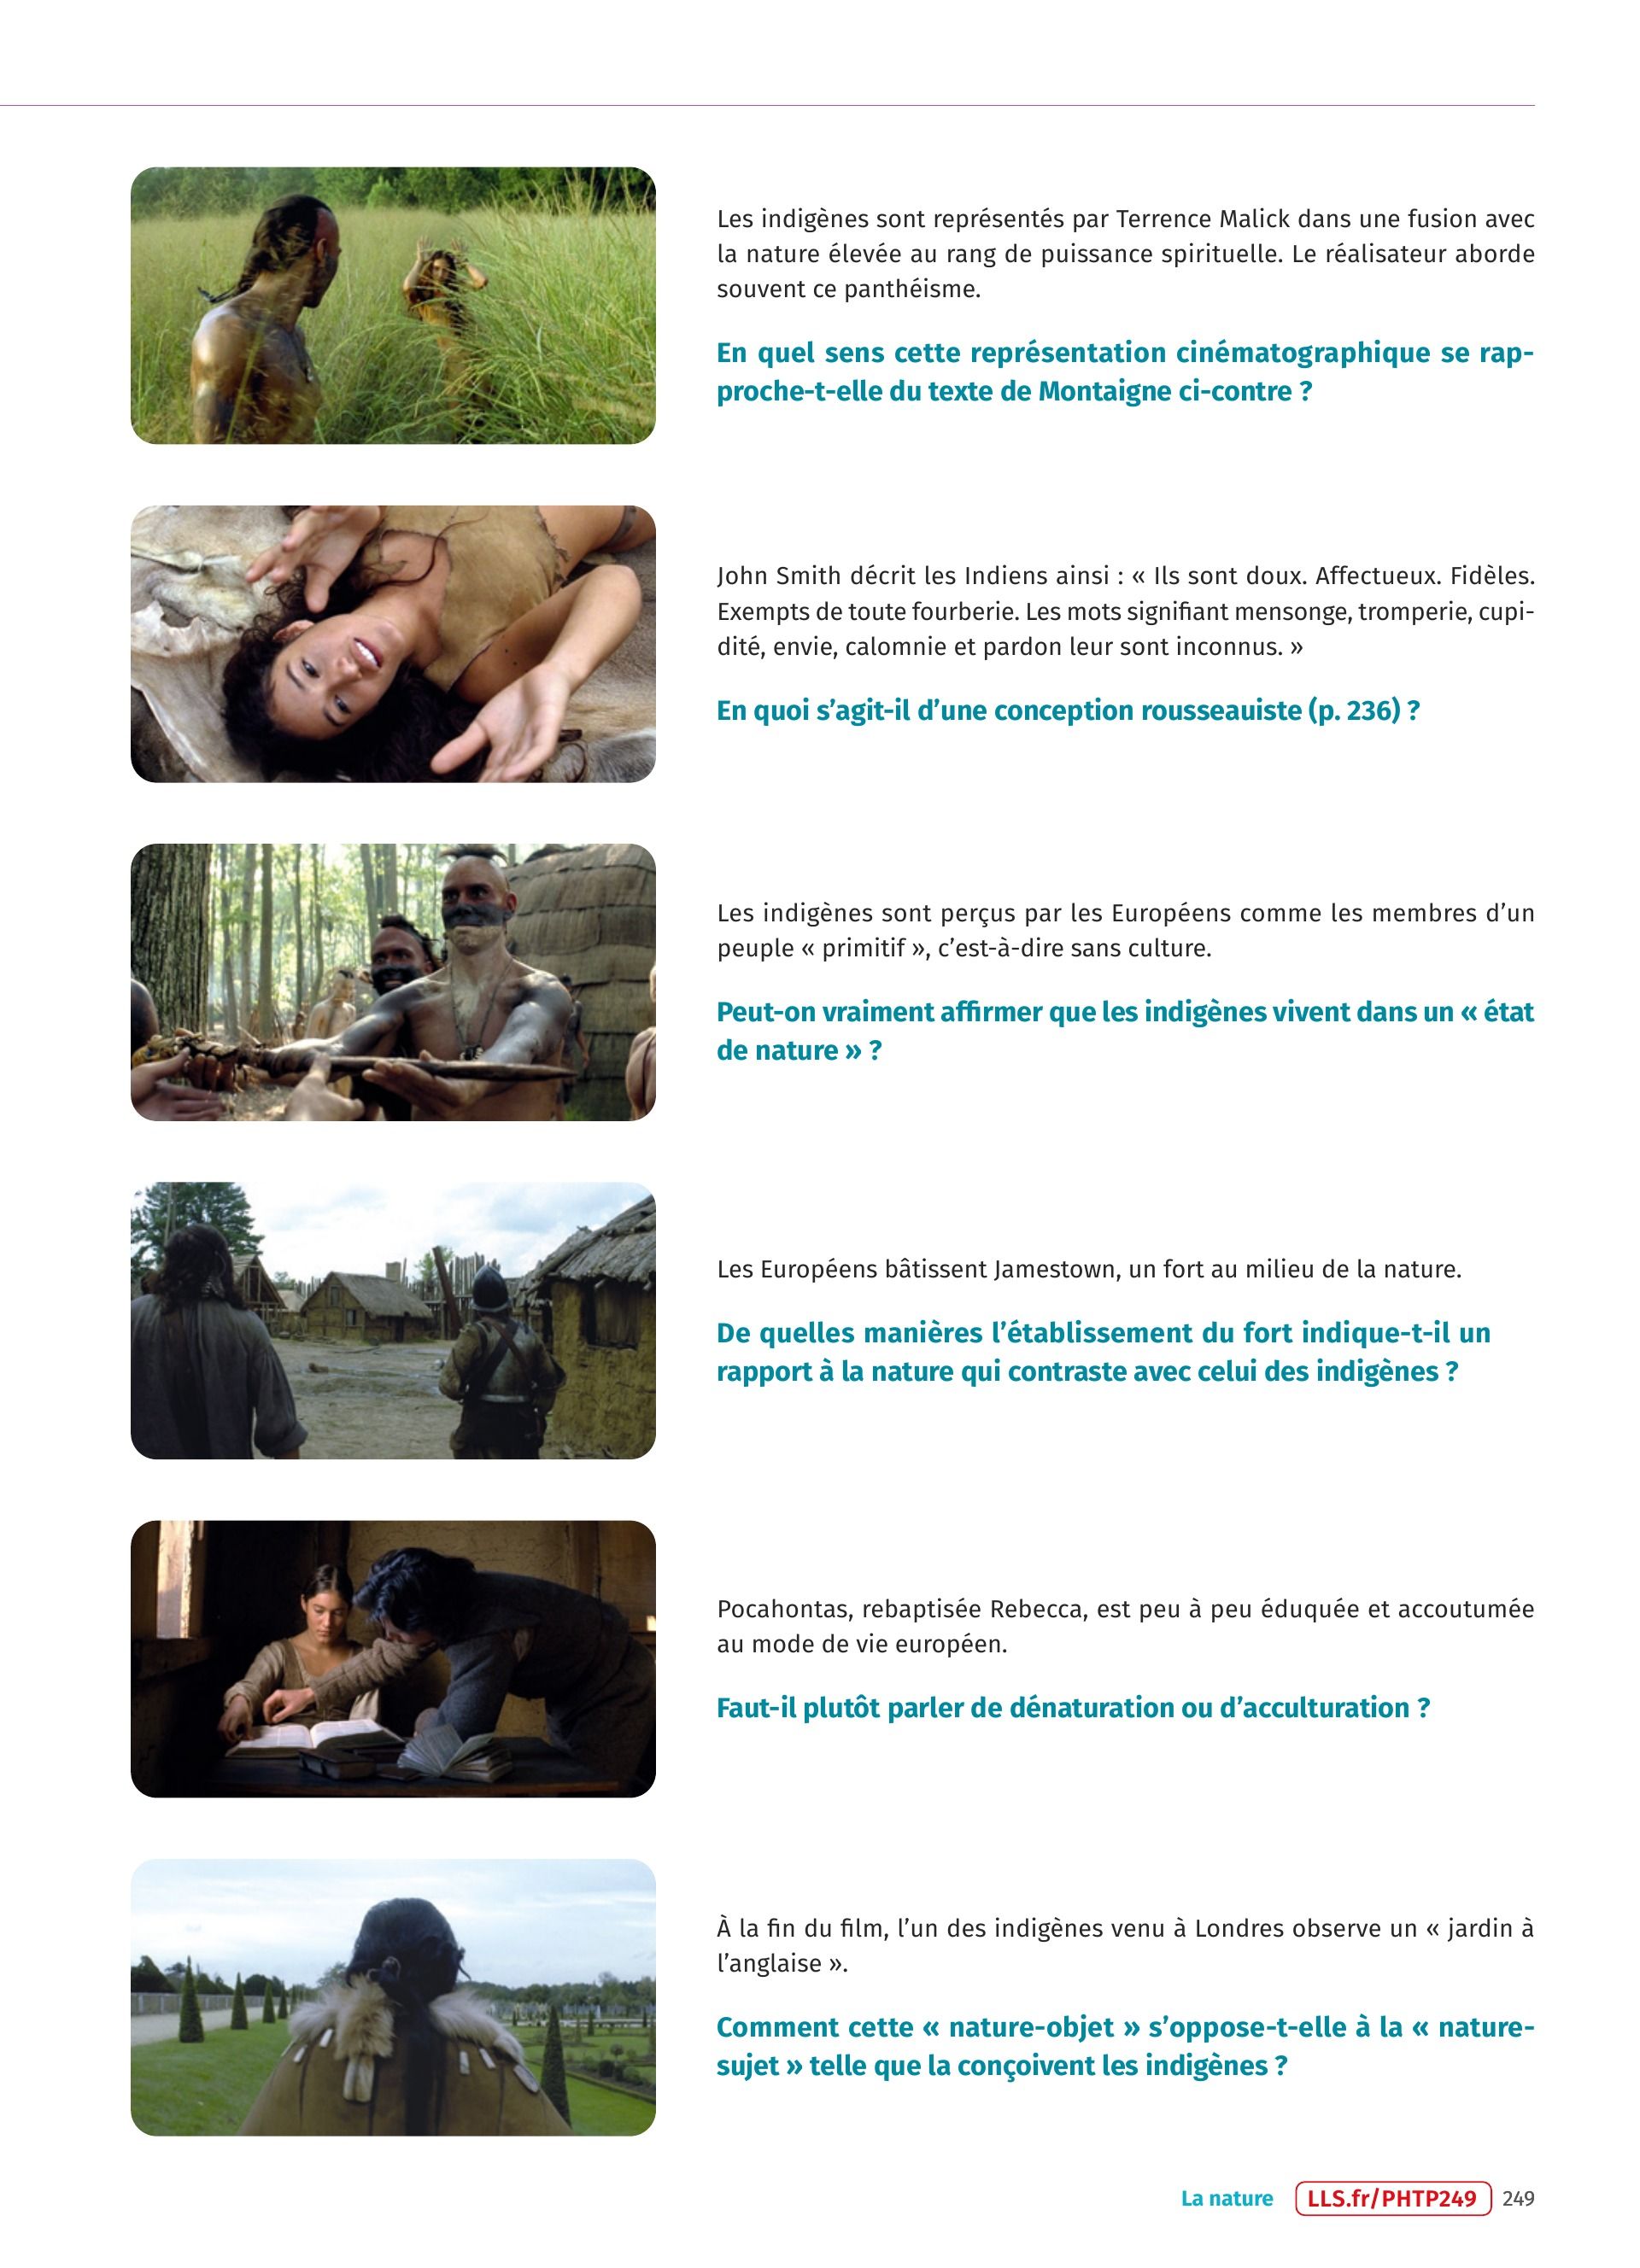 Les indigènes sont représentés par Terrence Malick dans une fusion avec
la nature élevée au rang de puissance spirituelle. Le réalisateur aborde
souvent ce panthéisme.
En quel sens cette représentation cinématographique se rap-
proche-t-elle du texte de Montaigne ci-contre ?
John Smith décrit les Indiens ainsi : « Ils sont doux. Affectueux. Fidèles.
Exempts de toute fourberie. Les mots signifiant mensonge, tromperie, cupi-
dité, envie, calomnie et pardon leur sont inconnus. »
En quoi s’agit-il d’une conception rousseauiste (p. 236) ?
Les indigènes sont perçus par les Européens comme les membres d’un
peuple « primitif », c’est-à-dire sans culture.
Peut-on vraiment affirmer que les indigènes vivent dans un « état
de nature » ?
Les Européens bâtissent Jamestown, un fort au milieu de la nature.
De quelles manières l’établissement du fort indique-t-il un
rapport à la nature qui contraste avec celui des indigènes ?
Pocahontas, rebaptisée Rebecca, est peu à peu éduquée et accoutumée
au mode de vie européen.
Faut-il plutôt parler de dénaturation ou d’acculturation ?
À la fin du film, l’un des indigènes venu à Londres observe un « jardin à
l’anglaise ».
Comment cette « nature-objet » s’oppose-t-elle à la « nature-
sujet » telle que la conçoivent les indigènes ?
La nature LLS.fr/PHTP249 249